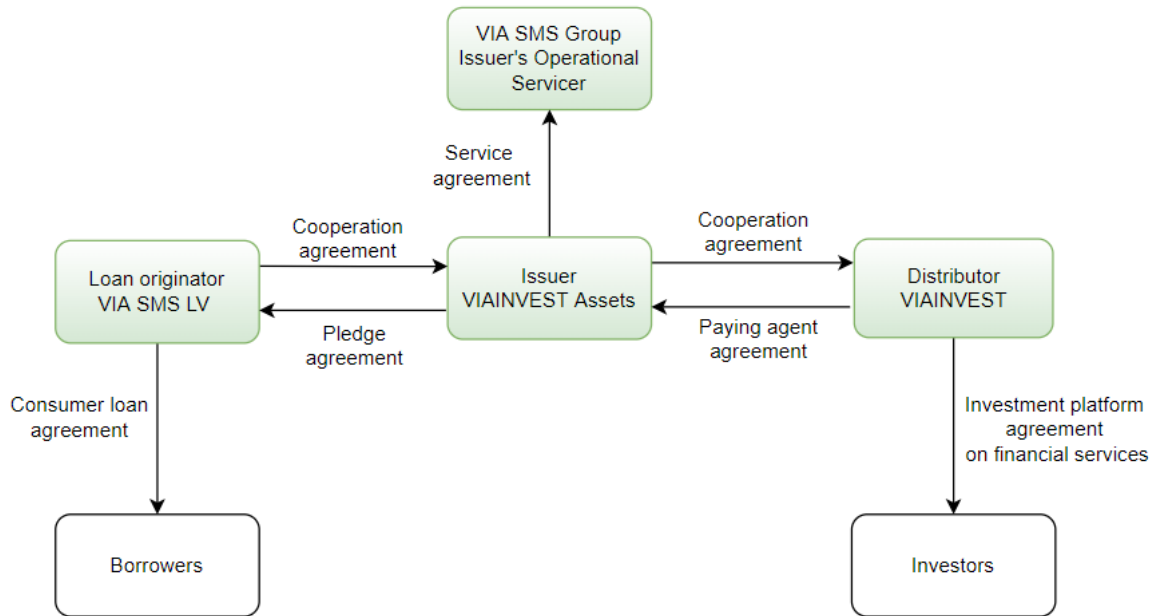 VIA SMS Group
Issuer's Operational
Servicer
Service
agreement
Cooperation
agreement
Cooperation
agreement
Loan originator
VIA SMS LV
Issuer
VIAINVEST Assets
Distributor
VIAINVEST
Pledge
agreement
Paying agent
agreement
Consumer loan
agreement
Investment platform
agreement
on financial services
Borrowers
Investors